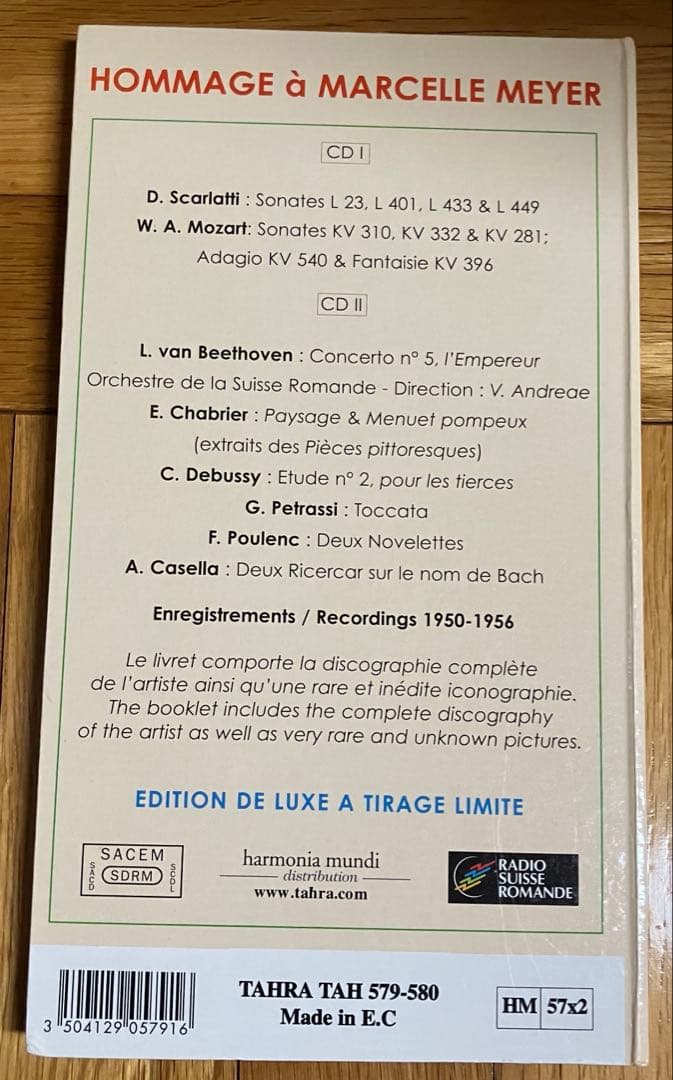 HOMMAGE à MARCELLE MEYER
CD I
D. Scarlatti : Sonates L 23, L 401, L 433 & L 449
W. A. Mozart: Sonates KV 310, KV 332 & KV 281;
Adagio KV 540 & Fantaisie KV 396
CD II
L. van Beethoven : Concerto n° 5, l'Empereur
Orchestre de la Suisse Romande - Direction : V. Andreae
E. Chabrier : Paysage & Menuet pompeux
(extraits des Pièces pittoresques)
C. Debussy : Etude n° 2, pour les tierces
G. Petrassi : Toccata
F. Poulenc : Deux Novelettes
A. Casella : Deux Ricercar sur le nom de Bach
Enregistrements / Recordings 1950-1956
Le livret comporte la discographie complète
de l'artiste ainsi qu'une rare et inédite iconographie.
The booklet includes the complete discography
of the artist as well as very rare and unknown pictures.
EDITION DE LUXE A TIRAGE LIMITE
SACEM
SACD
SDRM
SCDL
harmonia mundi
distribution
www.tahra.com
RADIO
SUISSE
ROMANDE
3 504129 057916
TAHRA TAH 579-580
Made in E.C
HM 57x2